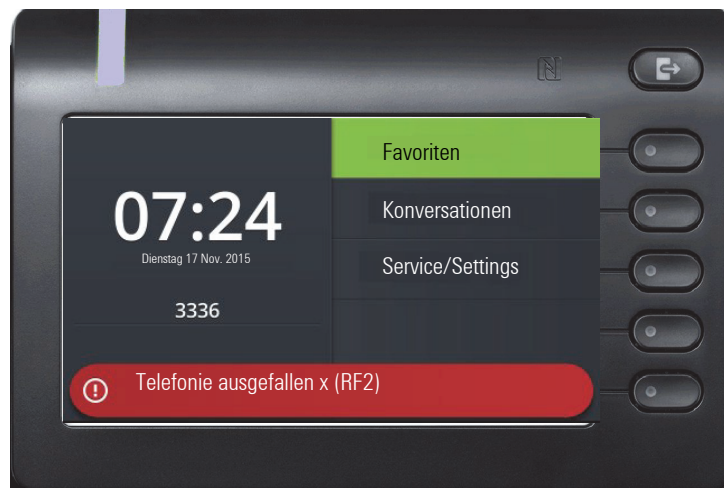 07:24
Dienstag 17 Nov. 2015
3336
Favoriten
Konversationen
Service/Settings
Telefonie ausgefallen x (RF2)